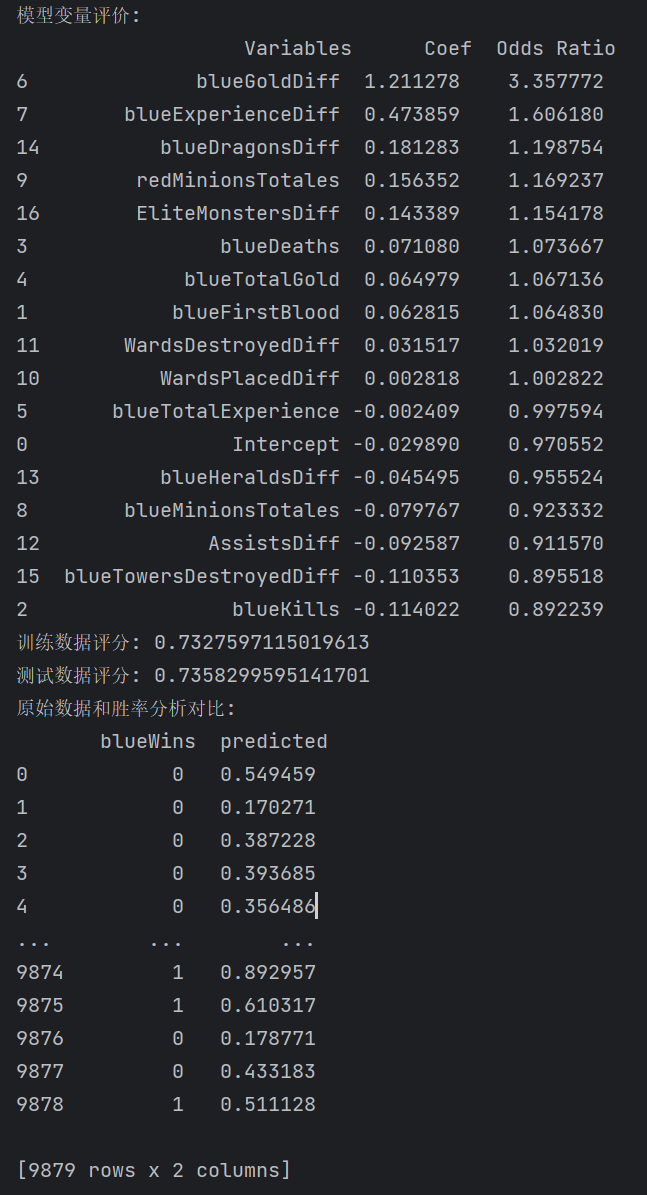 模型变量评价:
Variables Coef Odds Ratio
6 blueGoldDiff 1.211278 3.357772
7 blueExperienceDiff 0.473859 1.606180
14 blueDragonsDiff 0.181283 1.198754
9 redMinionsTotales 0.156352 1.169237
16 EliteMonstersDiff 0.143389 1.154178
3 blueDeaths 0.071080 1.073667
4 blueTotalGold 0.064979 1.067136
1 blueFirstBlood 0.062815 1.064830
11 WardsDestroyedDiff 0.031517 1.032019
10 WardsPlacedDiff 0.002818 1.002822
5 blueTotalExperience -0.002409 0.997594
0 Intercept -0.029890 0.970552
13 blueHeraldsDiff -0.045495 0.955524
8 blueMinionsTotales -0.079767 0.923332
12 AssistsDiff -0.092587 0.911570
15 blueTowersDestroyedDiff -0.110353 0.895518
2 blueKills -0.114022 0.892239
训练数据评分: 0.7327597115019613
测试数据评分: 0.7358299595141701
原始数据和胜率分析对比:
blueWins predicted
0 0 0.549459
1 0 0.170271
2 0 0.387228
3 0 0.393685
4 0 0.356486
... ... ...
9874 1 0.892957
9875 1 0.610317
9876 0 0.178771
9877 0 0.433183
9878 1 0.511128
[9879 rows x 2 columns]